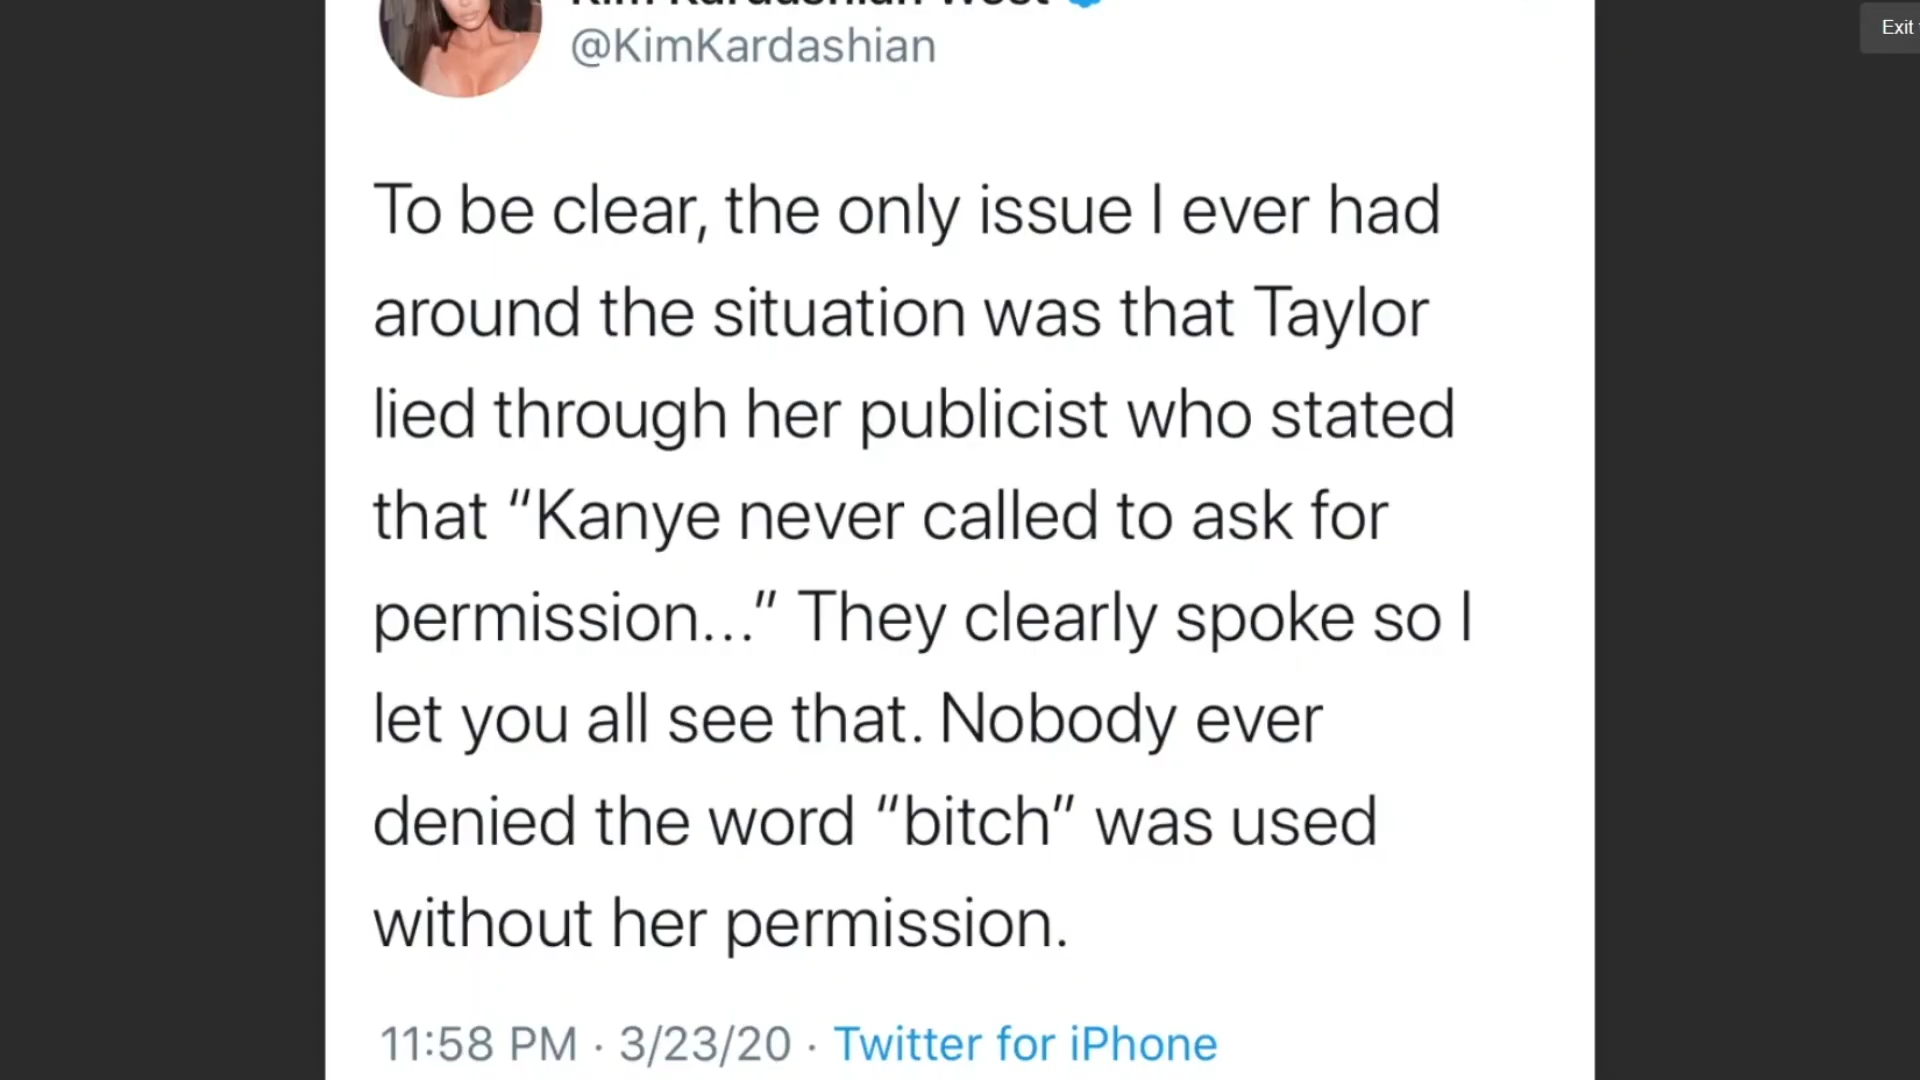 Kim Kardashian West
@KimKardashian
Exit
To be clear, the only issue I ever had
around the situation was that Taylor
lied through her publicist who stated
that “Kanye never called to ask for
permission...” They clearly spoke so I
let you all see that. Nobody ever
denied the word “bitch” was used
without her permission.
11:58 PM · 3/23/20 · Twitter for iPhone